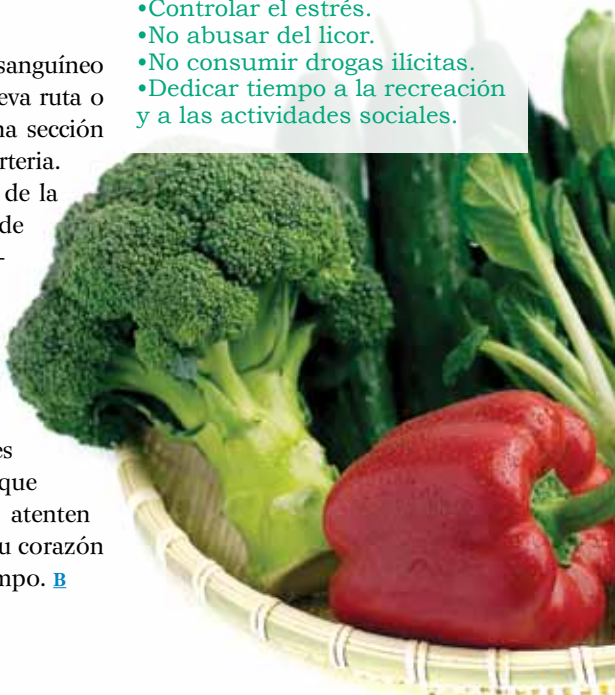 sanguíneo
eva ruta o
na sección
rteria.
de la
de
-
es
que
atenten
u corazón
mpo. B
•Controlar el estrés.
•No abusar del licor.
•No consumir drogas ilícitas.
•Dedicar tiempo a la recreación
y a las actividades sociales.